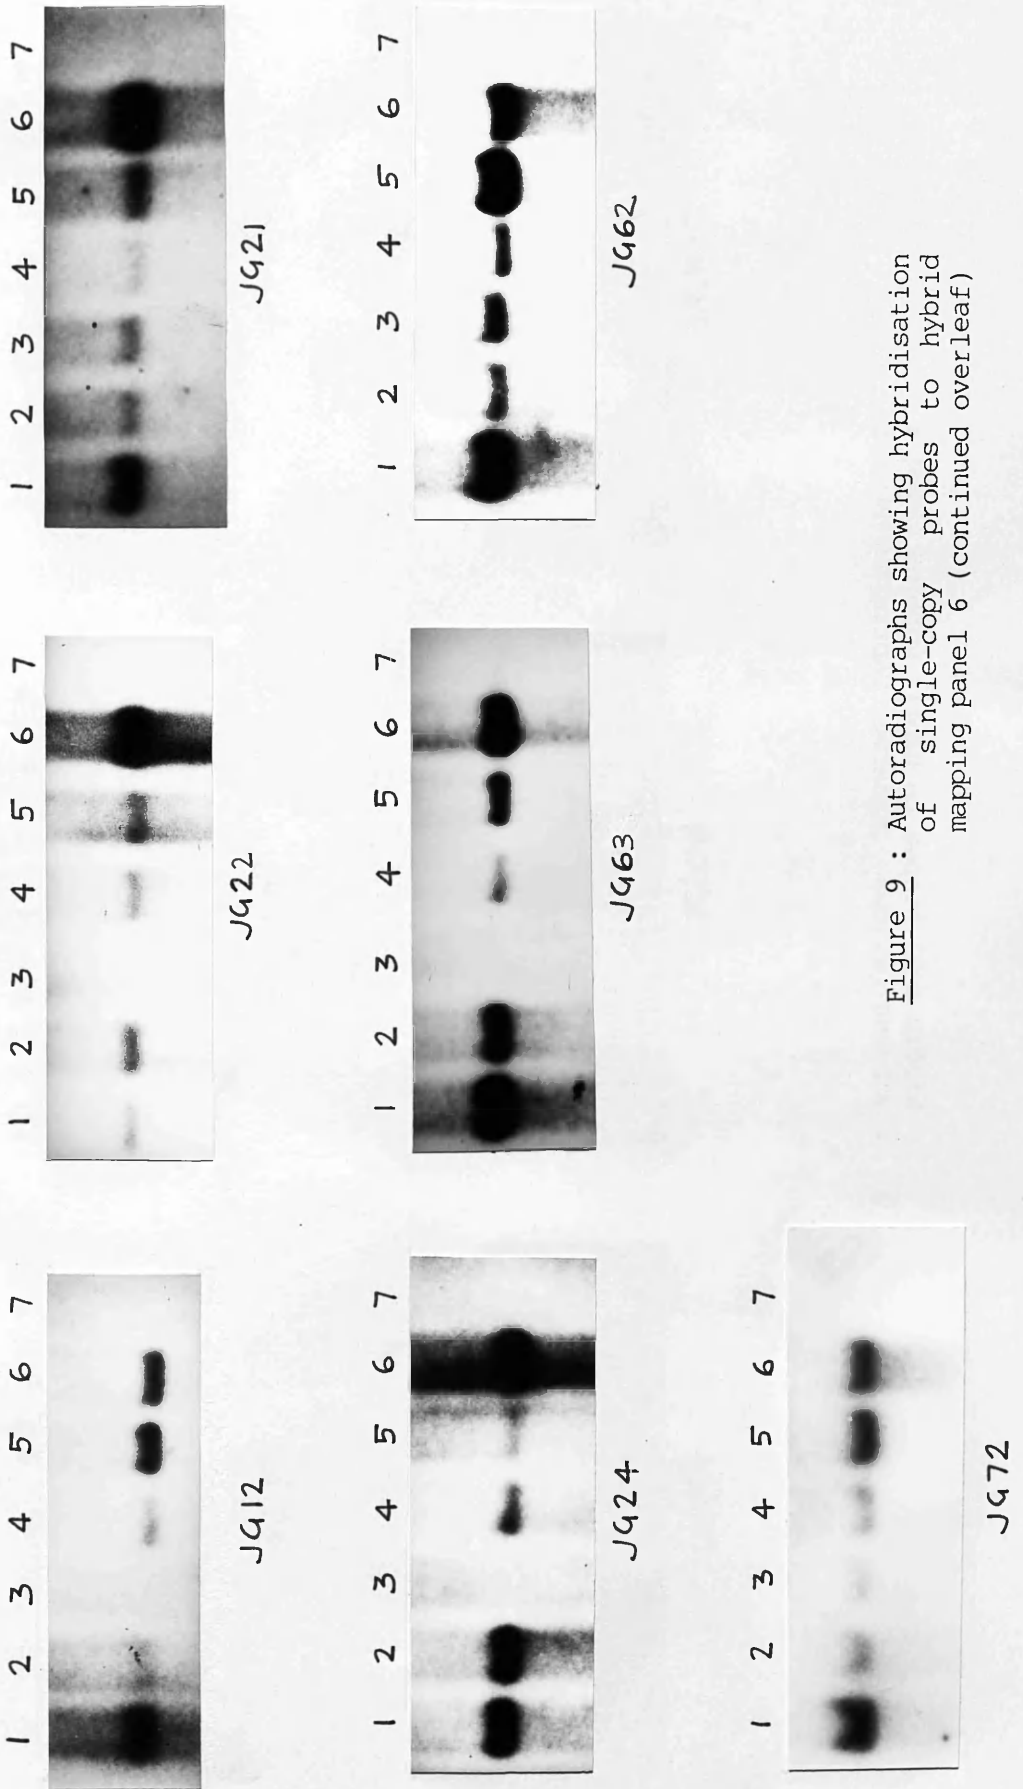 1 2 3 4 5 6 7
JG12
1 2 3 4 5 6 7
JG22
1 2 3 4 5 6 7
JG21
1 2 3 4 5 6 7
JG24
1 2 3 4 5 6 7
JG63
1 2 3 4 5 6 7
JG62
1 2 3 4 5 6 7
JG72
Figure 9 : Autoradiographs showing hybridisation
of single-copy probes to hybrid
mapping panel 6 (continued overleaf)